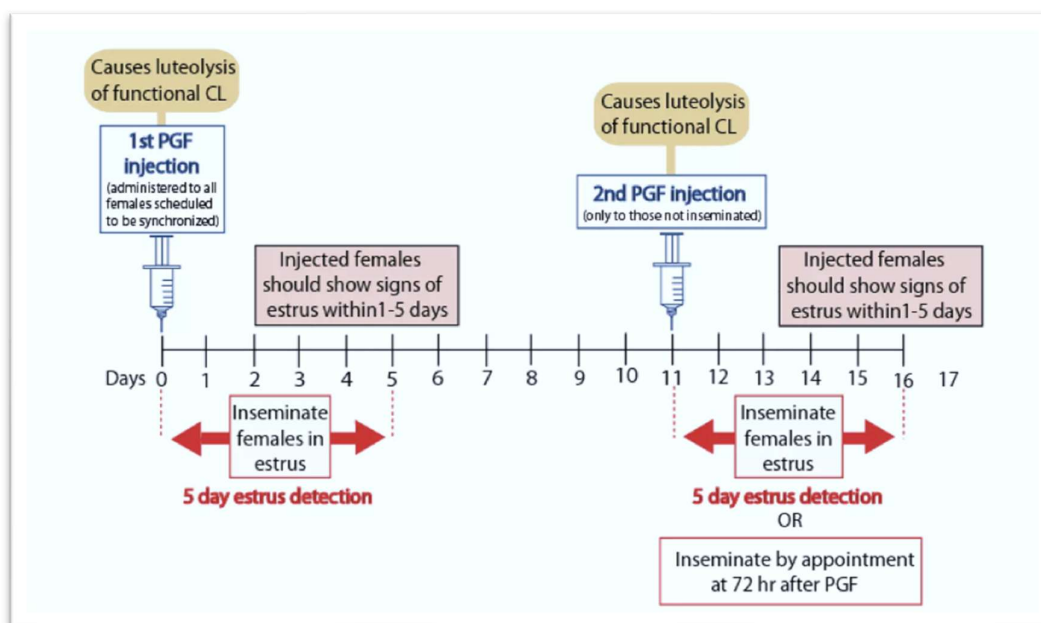 Causes luteolysis
of functional CL
1st PGF
injection
(administered to all
females scheduled
to be synchronized)
Causes luteolysis
of functional CL
2nd PGF injection
(only to those not inseminated)
Injected females
should show signs of
estrus within1-5 days
Injected females
should show signs of
estrus within1-5 days
Days 0 1 2 3 4 5 6 7 8 9 10 11 12 13 14 15 16 17
Inseminate
females in
estrus
5 day estrus detection
Inseminate
females in
estrus
5 day estrus detection
OR
Inseminate by appointment
at 72 hr after PGF